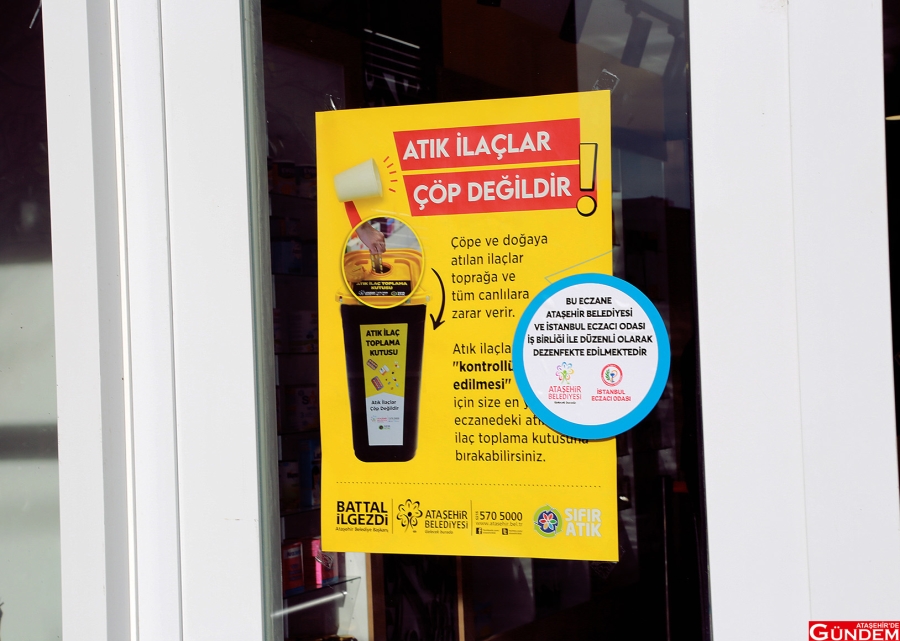 ATIK İLAÇLAR
ÇÖP DEĞİLDİR !
Çöpe ve doğaya
atılan ilaçlar
toprağa ve
tüm canlılara
zarar verir.
ATIK İLAÇ TOPLAMA
KUTUSU
ATIK İLAÇ
TOPLAMA
KUTUSU
Atık İlaçlar
Çöp Değildir
Atık
"kontrollü
edilmesi"
için size en
eczanedeki
ilaç toplama kutusuna
bırakabilirsiniz.
BU ECZANE
ATAŞEHİR BELEDİYESİ
VE İSTANBUL ECZACI ODASI
İŞ BİRLİĞİ İLE DÜZENLİ OLARAK
DEZENFEKTE EDİLMEKTEDİR
ATAŞEHİR
BELEDİYESİ
İSTANBUL
ECZACI ODASI
BATTAL
İLGEZDİ
Ataşehir Belediye Başkanı
ATAŞEHİR
BELEDİYESİ
570 5000
www.atasehir.bel.tr
SIFIR
ATIK
ATAŞEHİR'DE
GÜNDEM